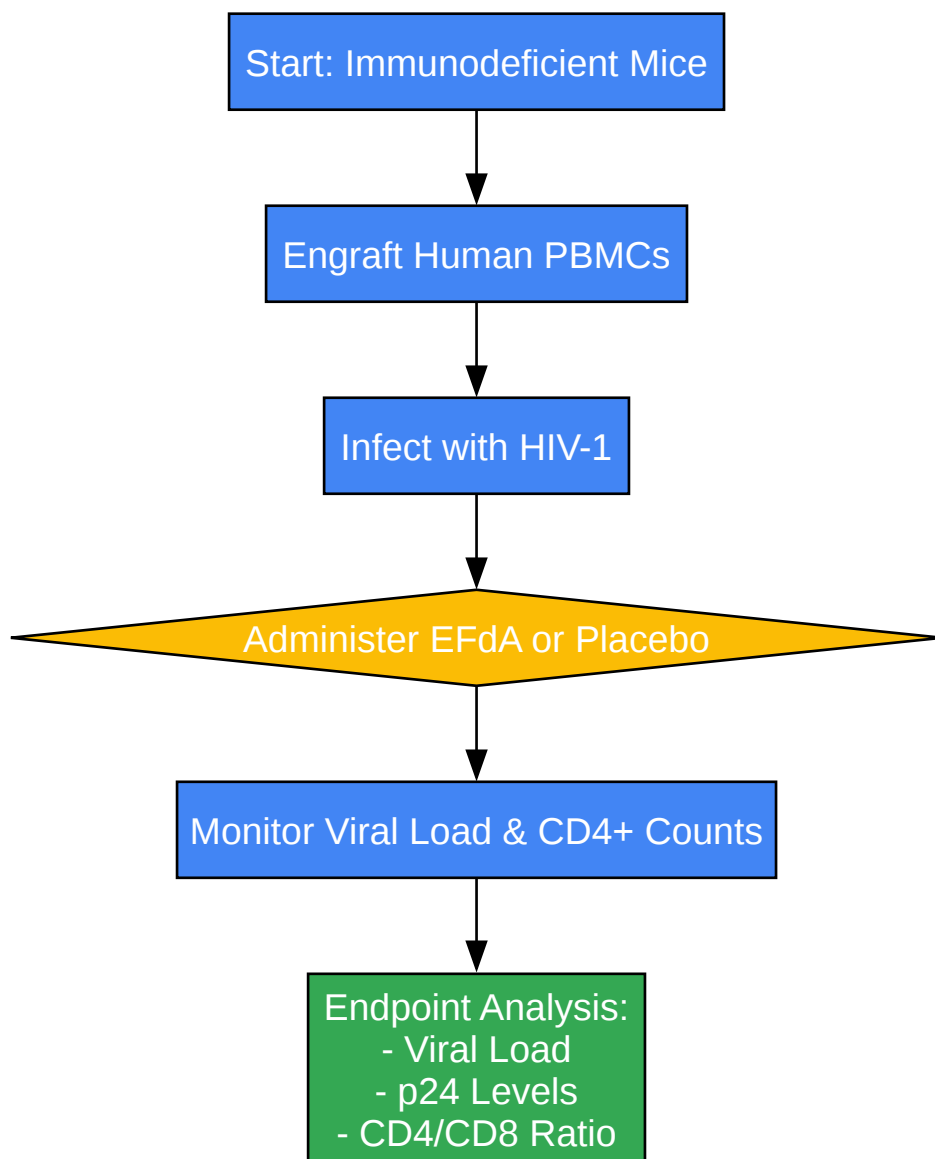 Start: Immunodeficient Mice
Engraft Human PBMCs
Infect with HIV-1
Administer EFdA or Placebo
Monitor Viral Load & CD4+ Counts
Endpoint Analysis:
- Viral Load
- p24 Levels
- CD4/CD8 Ratio